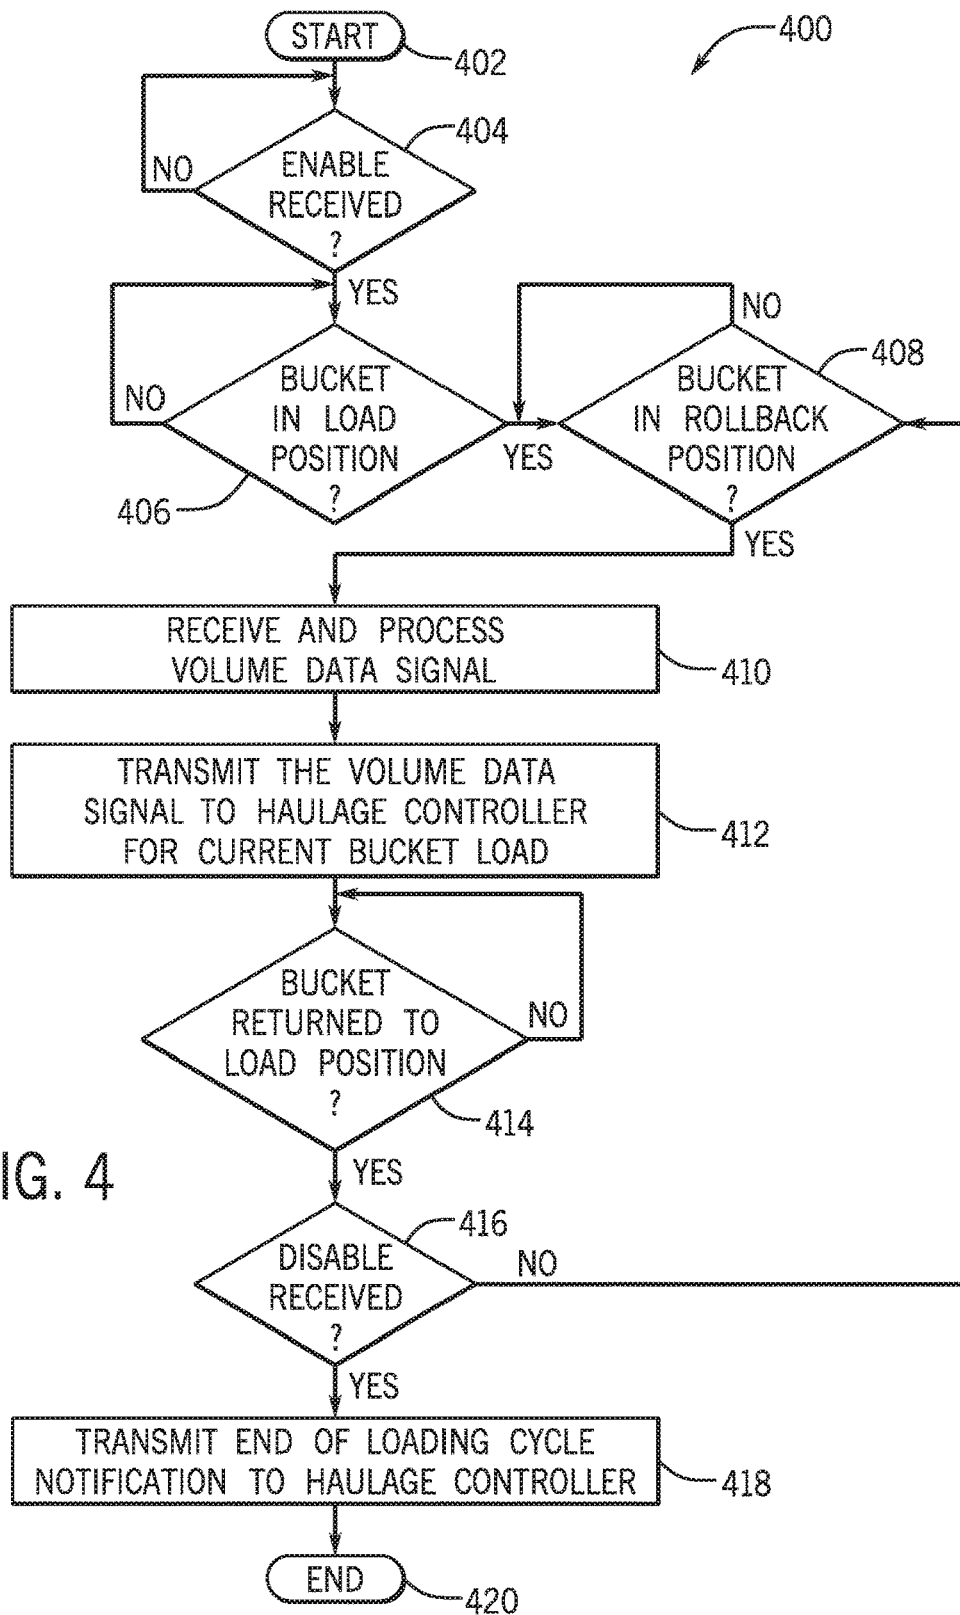 START
402
400
404
ENABLE
RECEIVED
?
NO
YES
NO
BUCKET
IN LOAD
POSITION
?
406
YES
NO
408
BUCKET
IN ROLLBACK
POSITION
?
YES
RECEIVE AND PROCESS
VOLUME DATA SIGNAL
410
TRANSMIT THE VOLUME DATA
SIGNAL TO HAULAGE CONTROLLER
FOR CURRENT BUCKET LOAD
412
BUCKET
RETURNED TO
LOAD POSITION
?
NO
414
YES
IG. 4
416
DISABLE
RECEIVED
?
NO
YES
TRANSMIT END OF LOADING CYCLE
NOTIFICATION TO HAULAGE CONTROLLER
418
END
420